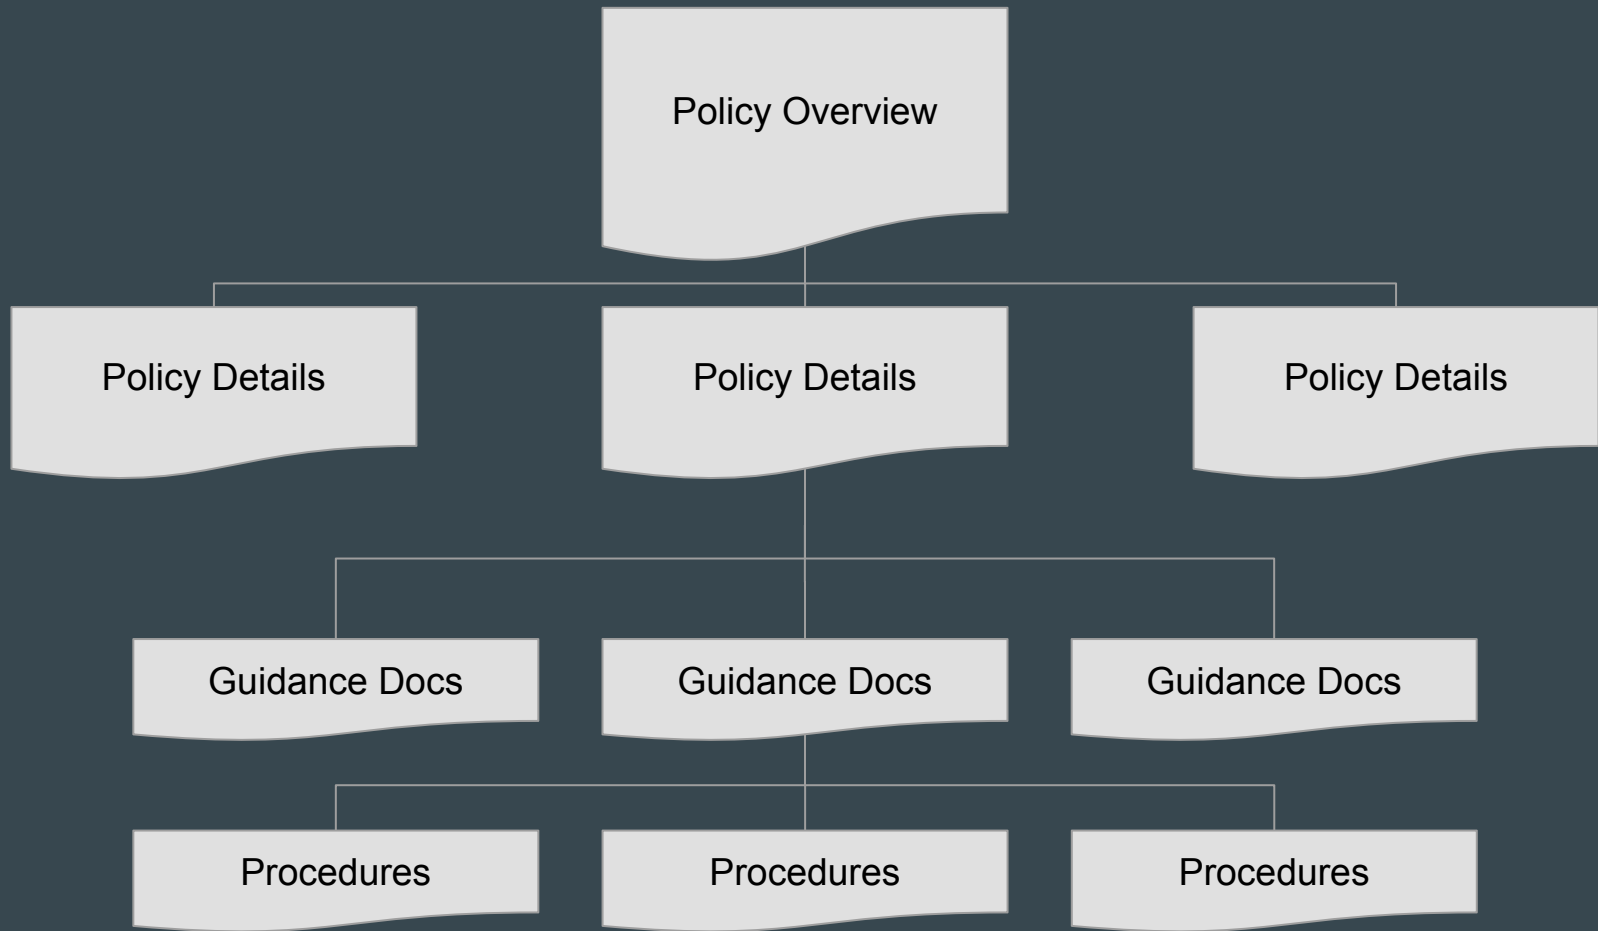 Policy Overview
Policy Details
Policy Details
Policy Details
Guidance Docs
Guidance Docs
Guidance Docs
Procedures
Procedures
Procedures